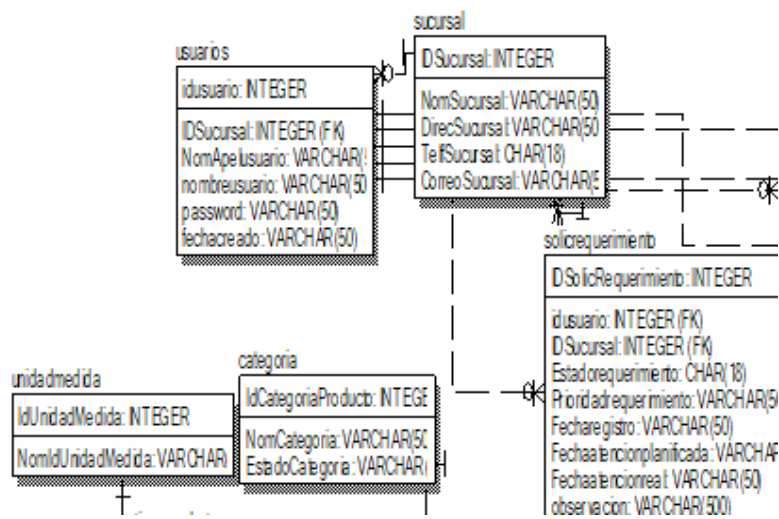 sucursal
IDSucursal: INTEGER
NomSucursal: VARCHAR(50)
DirecSucursal: VARCHAR(50
TelfSucursal: CHAR(18)
CorreoSucursal: VARCHAR(5
usuarios
idusuario: INTEGER
IDSucursal: INTEGER (FK)
NomApelusuario: VARCHAR(
nombreusuario: VARCHAR(50
password: VARCHAR(50)
fechacreado: VARCHAR(50)
solicrequerimiento
IDSolicRequerimiento: INTEGER
idusuario: INTEGER (FK)
IDSucursal: INTEGER (FK)
Estadorequerimiento: CHAR(18)
Prioridadrequerimiento: VARCHAR(50
Fecharegistro: VARCHAR(50)
Fechaatencionplanificada: VARCHAR
Fechaatencionreal: VARCHAR(50)
observacion: VARCHAR(500)
categoria
IdCategoriaProducto: INTEGE
NomCategoria: VARCHAR(50
EstadoCategoria: VARCHAR(
unidadmedida
IdUnidadMedida: INTEGER
NomIdUnidadMedida: VARCHAR(